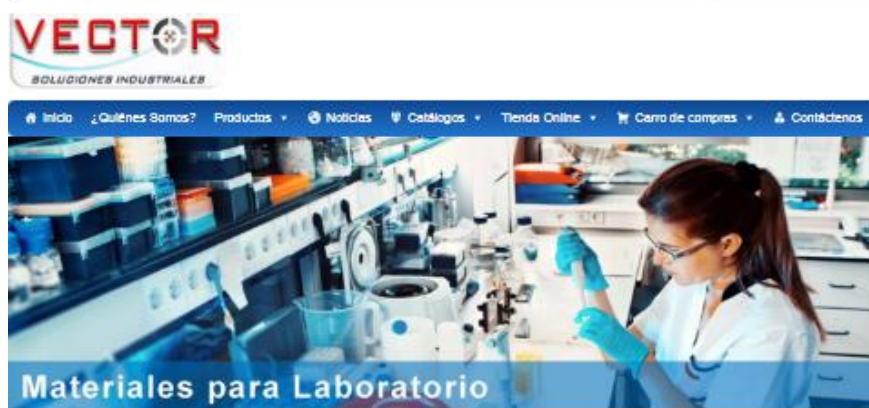 VECTOR
SOLUCIONES INDUSTRIALES
Inicio ¿Quiénes Somos? Productos Noticias Catálogos Tienda Online Carro de compras Contáctenos
Materiales para Laboratorio